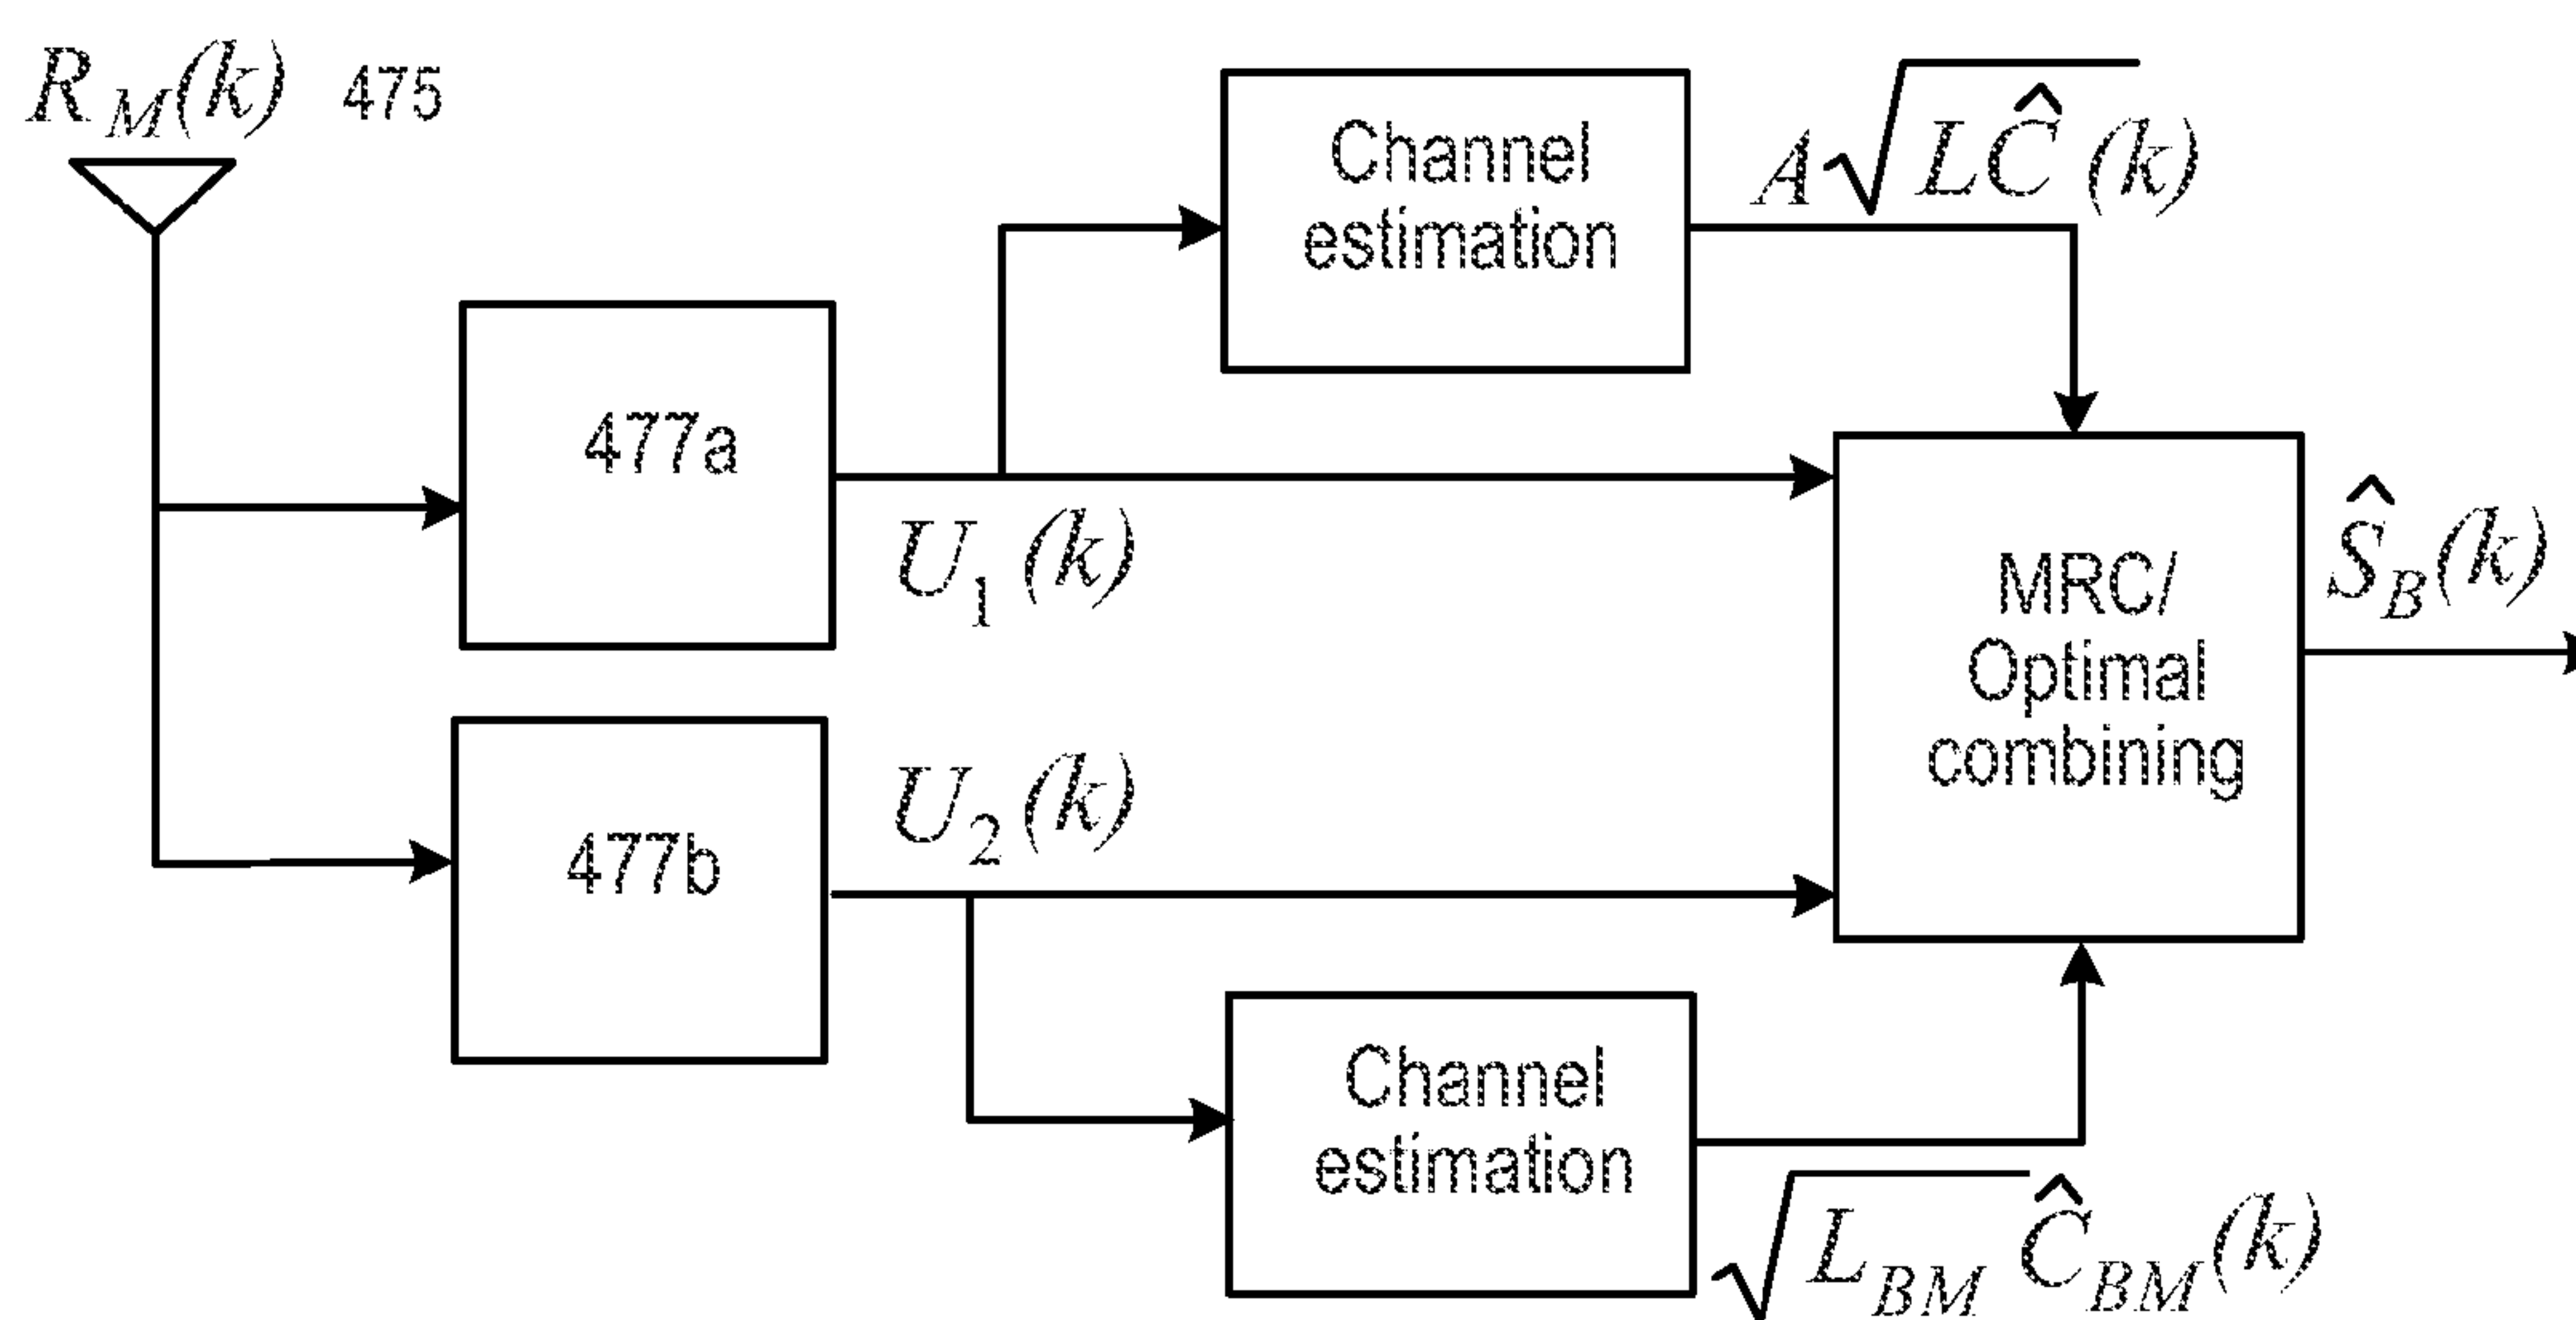 R_M(k) 475
Channel
estimation
A√LĈ (k)
477a
U_1 (k)
MRC/
Optimal
combining
Ŝ_B(k)
477b
U_2 (k)
Channel
estimation
√L_BM Ĉ_BM(k)